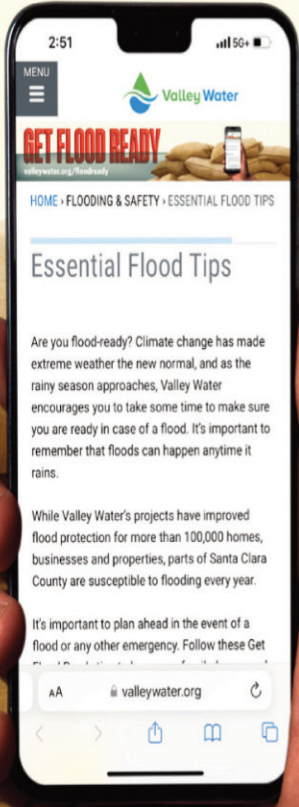 2:51
5G+
MENU
Valley Water
GET FLOOD READY
valleywater.org/floodready
HOME › FLOODING & SAFETY › ESSENTIAL FLOOD TIPS
Essential Flood Tips
Are you flood-ready? Climate change has made
extreme weather the new normal, and as the
rainy season approaches, Valley Water
encourages you to take some time to make sure
you are ready in case of a flood. It's important to
remember that floods can happen anytime it
rains.
While Valley Water's projects have improved
flood protection for more than 100,000 homes,
businesses and properties, parts of Santa Clara
County are susceptible to flooding every year.
It's important to plan ahead in the event of a
flood or any other emergency. Follow these Get
AA
valleywater.org